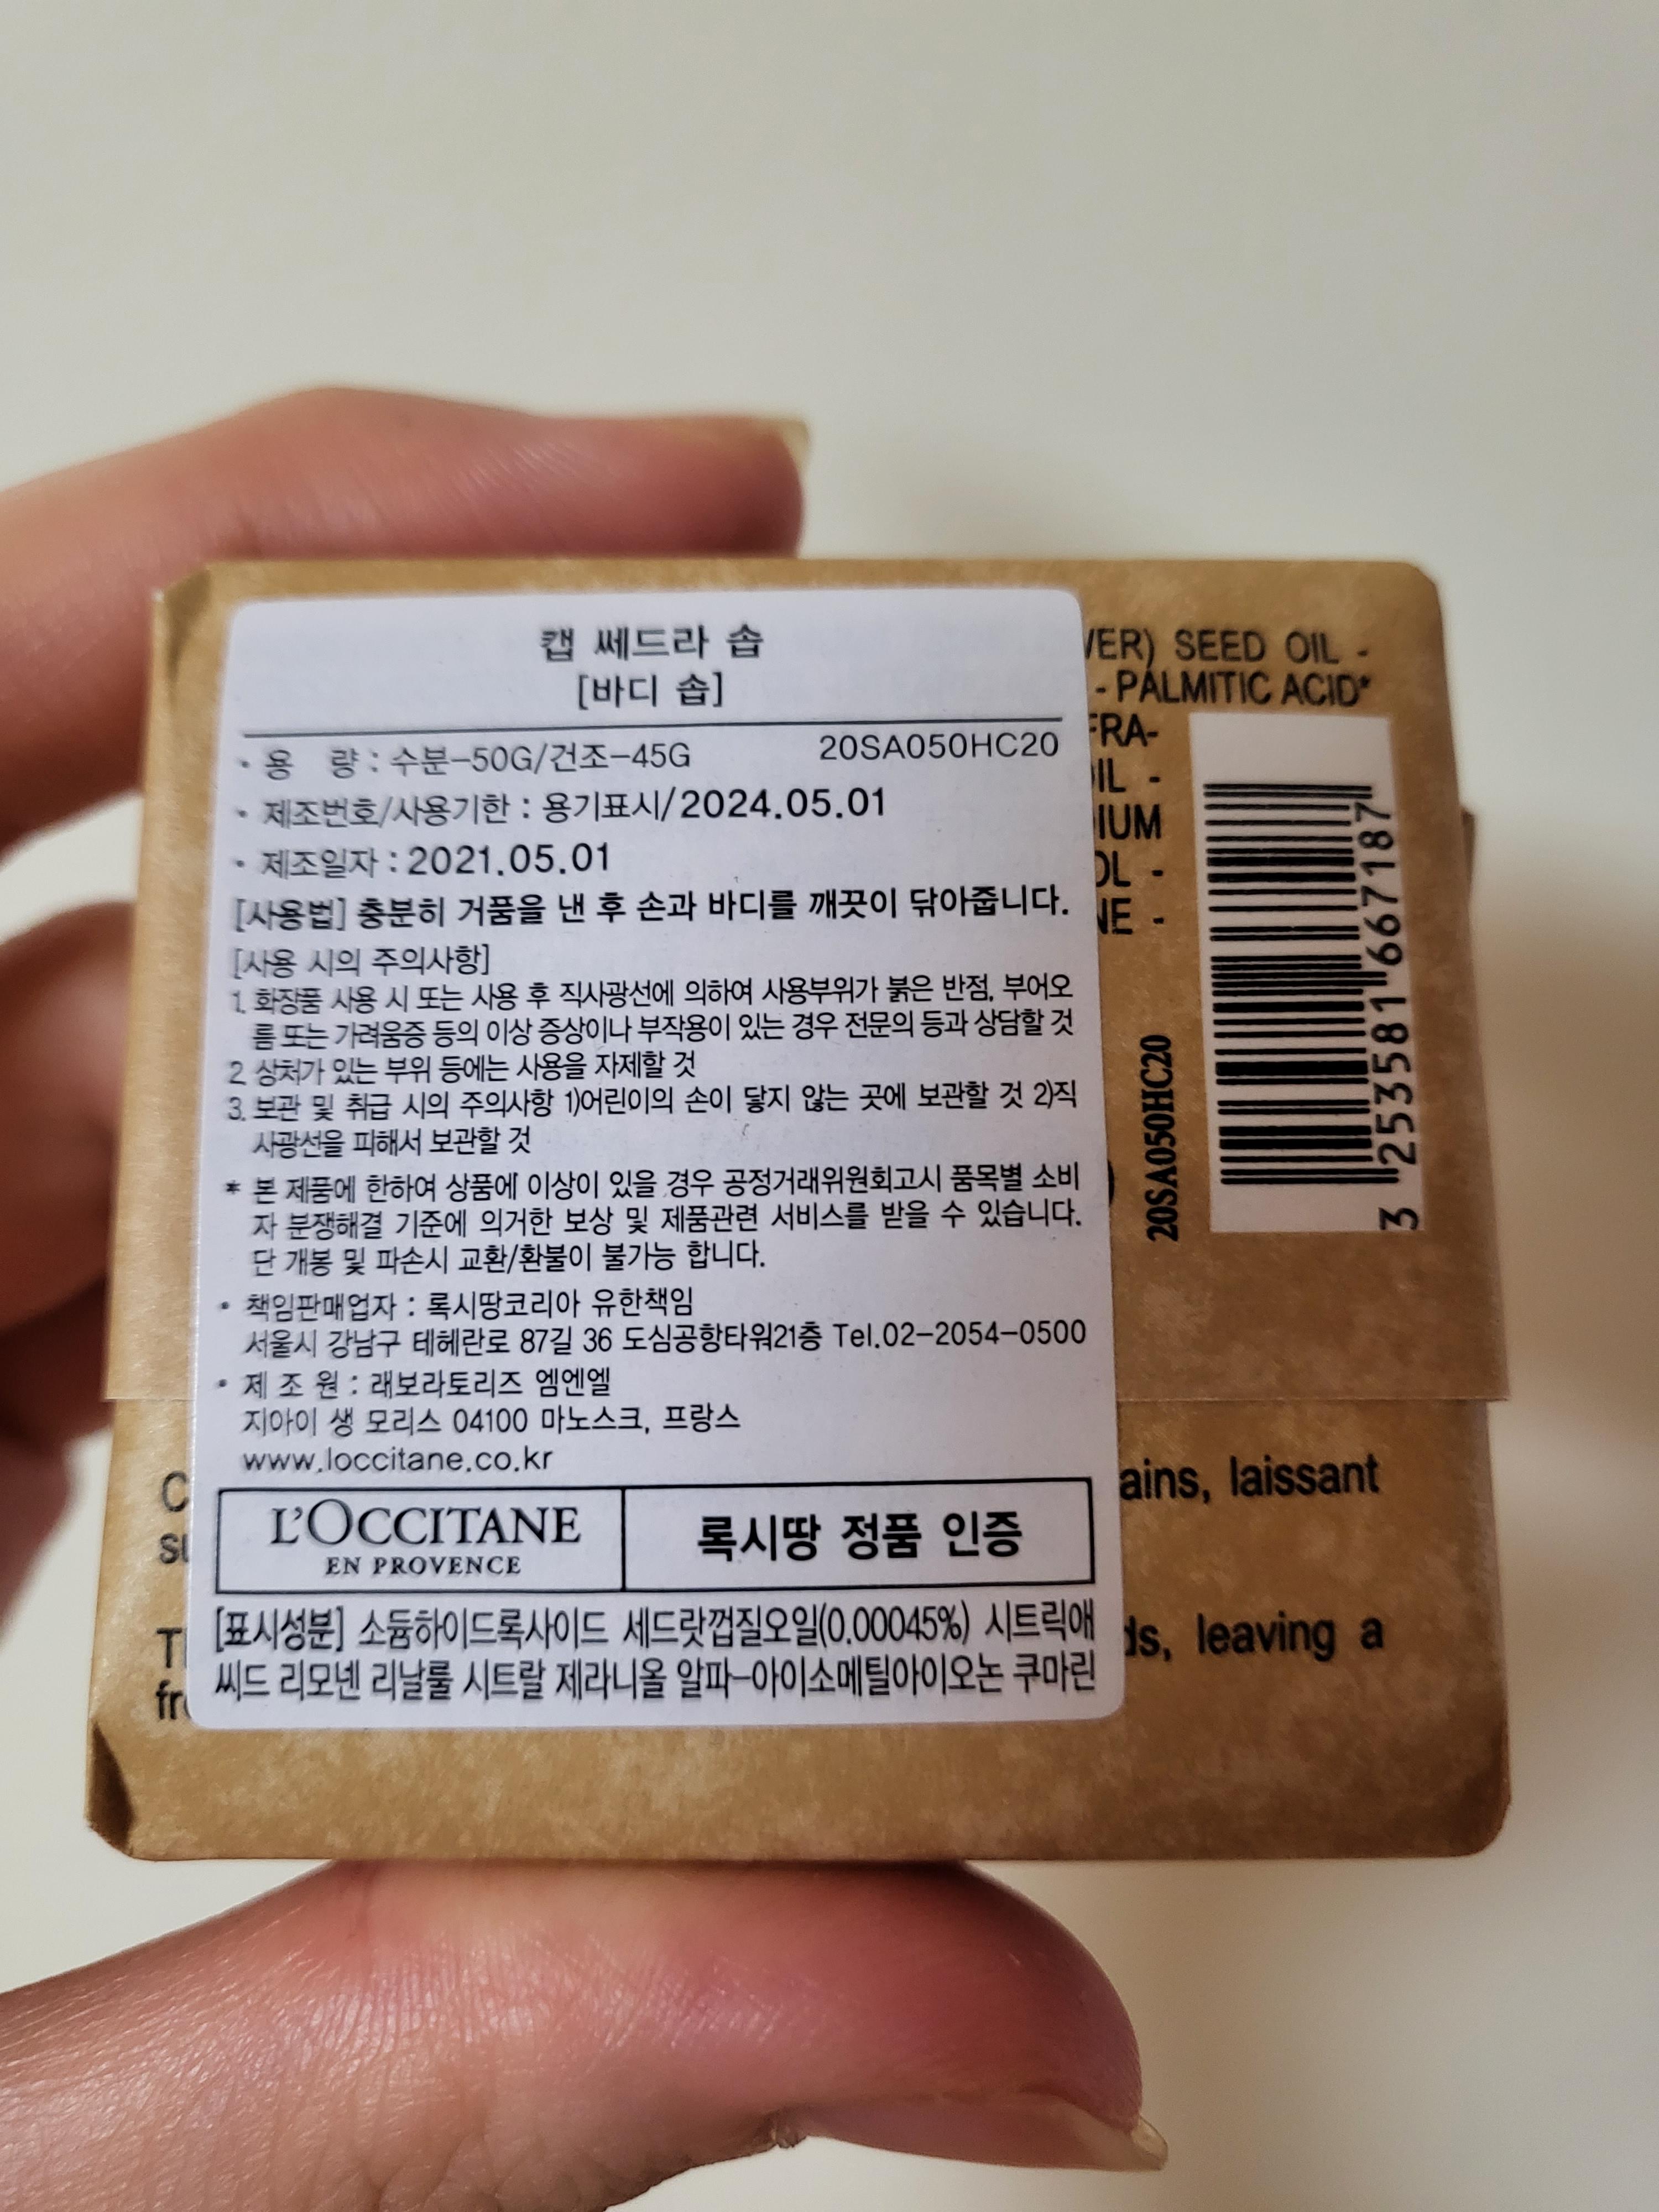 캡 쎄드라 솝
[바디 솝]
• 용 량 : 수분-50G/건조-45G 20SA050HC20
• 제조번호/사용기한 : 용기표시/2024.05.01
• 제조일자 : 2021.05.01
[사용법] 충분히 거품을 낸 후 손과 바디를 깨끗이 닦아줍니다.
[사용 시의 주의사항]
1. 화장품 사용 시 또는 사용 후 직사광선에 의하여 사용부위가 붉은 반점, 부어오
름 또는 가려움증 등의 이상 증상이나 부작용이 있는 경우 전문의 등과 상담할 것
2. 상처가 있는 부위 등에는 사용을 자제할 것
3. 보관 및 취급 시의 주의사항 1)어린이의 손이 닿지 않는 곳에 보관할 것 2)직
사광선을 피해서 보관할 것
* 본 제품에 한하여 상품에 이상이 있을 경우 공정거래위원회고시 품목별 소비
자 분쟁해결 기준에 의거한 보상 및 제품관련 서비스를 받을 수 있습니다.
단 개봉 및 파손시 교환/환불이 불가능 합니다.
• 책임판매업자 : 록시땅코리아 유한책임
서울시 강남구 테헤란로 87길 36 도심공항타워21층 Tel.02-2054-0500
• 제 조 원 : 래보라토리즈 엠엔엘
지아이 생 모리스 04100 마노스크, 프랑스
www.loccitane.co.kr
L'OCCITANE
EN PROVENCE
록시땅 정품 인증
[표시성분] 소듐하이드록사이드 세드랏껍질오일(0.00045%) 시트릭애
씨드 리모넨 리날룰 시트랄 제라니올 알파-아이소메틸아이오논 쿠마린
VER) SEED OIL -
- PALMITIC ACID*
FRA-
OIL -
IUM
OL -
NE -
20SA050HC20
3 253581 667187
ains, laissant
ds, leaving a